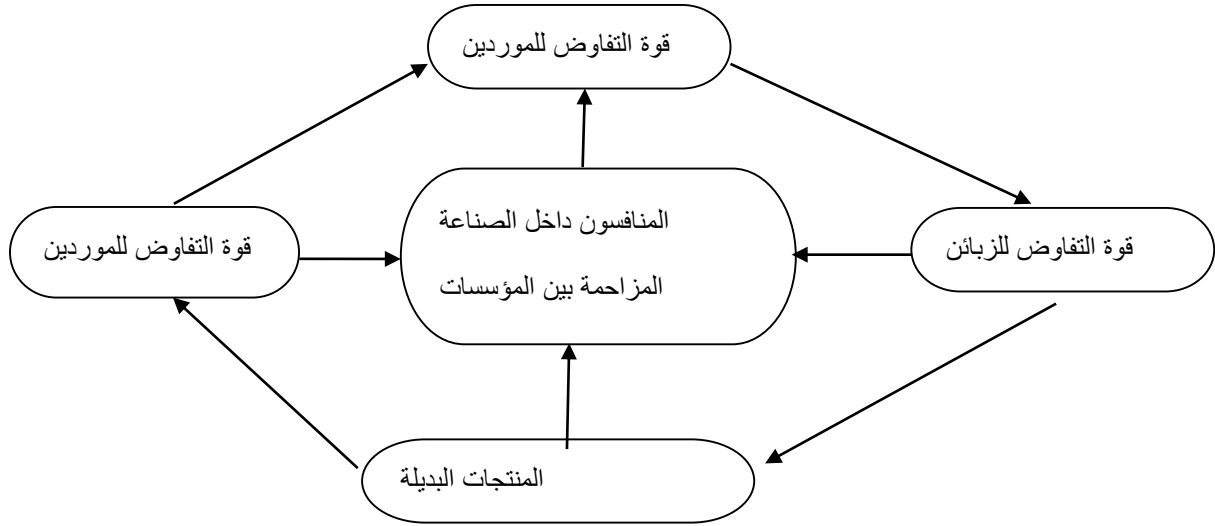 قوة التفاوض للموردين
المنافسون داخل الصناعة
المزاحمة بين المؤسسات
قوة التفاوض للزبائن
قوة التفاوض للموردين
المنتجات البديلة